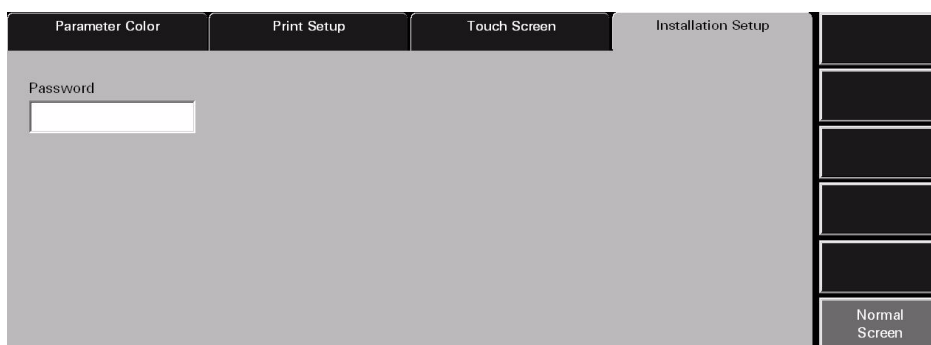 Parameter Color
Print Setup
Touch Screen
Installation Setup
Password
Normal
Screen